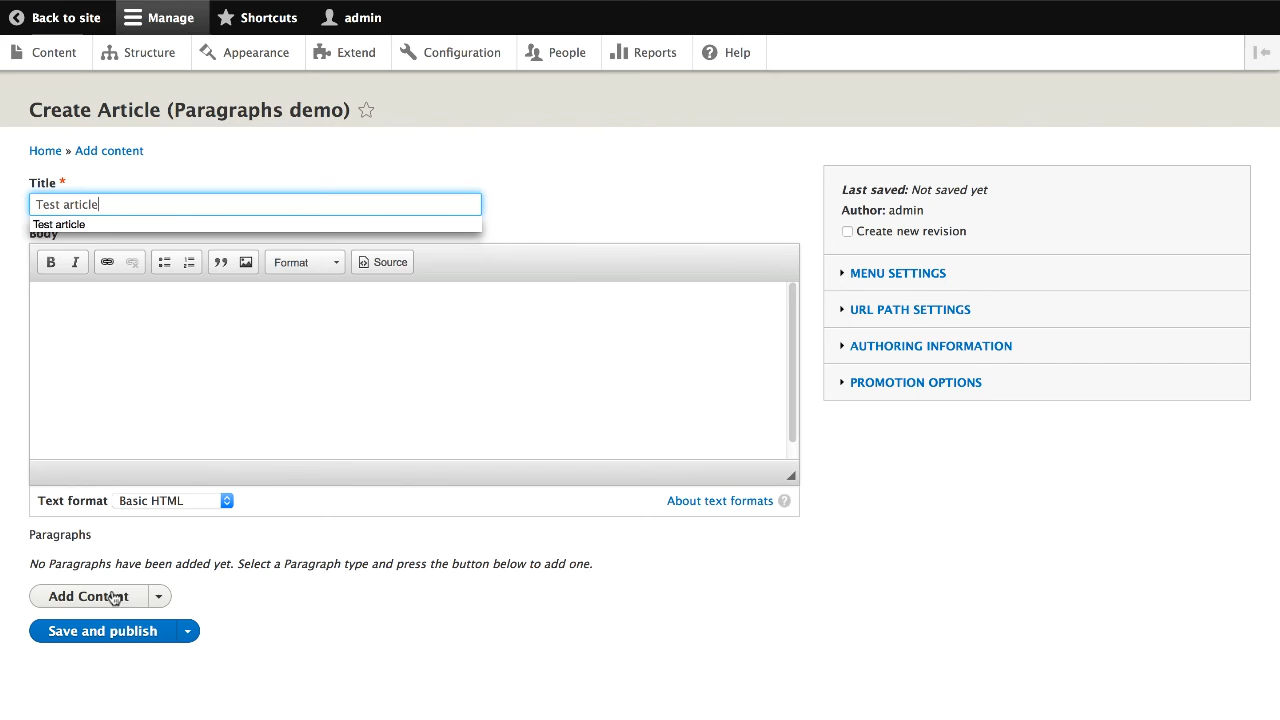 Back to site Manage Shortcuts admin
Content Structure Appearance Extend Configuration People Reports Help
Create Article (Paragraphs demo)
Home » Add content
Title *
Test article
Test article
Body
B I Format Source
Text format Basic HTML About text formats ?
Paragraphs
No Paragraphs have been added yet. Select a Paragraph type and press the button below to add one.
Add Content
Save and publish
Last saved: Not saved yet
Author: admin
Create new revision
MENU SETTINGS
URL PATH SETTINGS
AUTHORING INFORMATION
PROMOTION OPTIONS